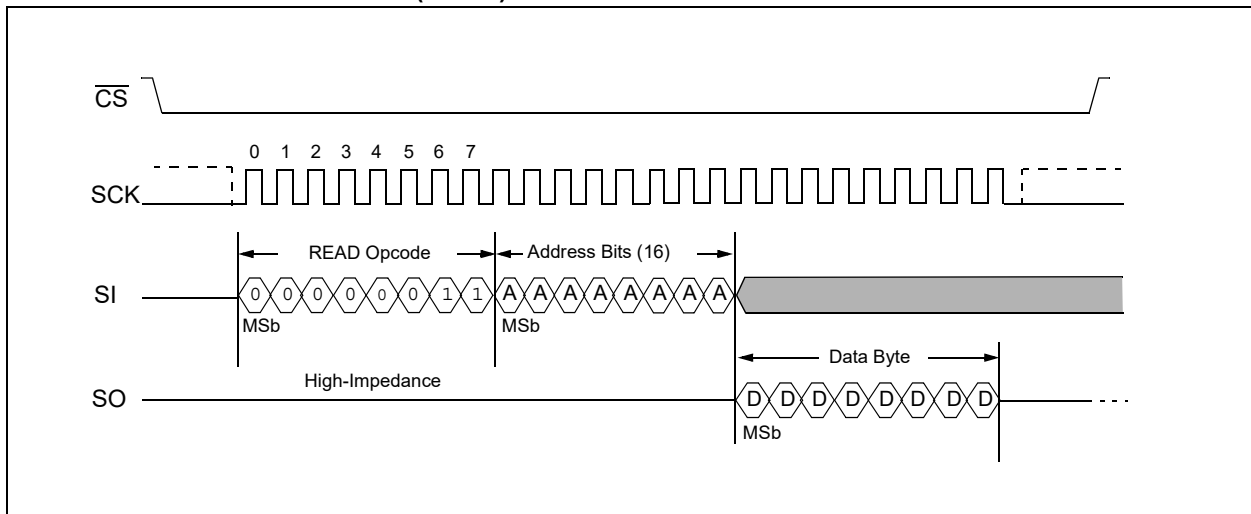 CS
0 1 2 3 4 5 6 7
SCK
READ Opcode Address Bits (16)
SI 0 0 0 0 0 0 1 1 A A A A A A A A
MSb MSb
Data Byte
High-Impedance
SO D D D D D D D D
MSb